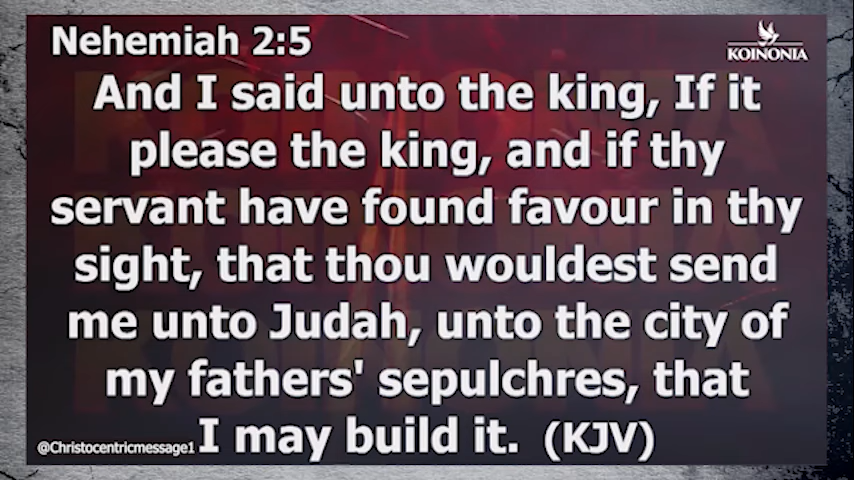 Nehemiah 2:5
KOINONIA
And I said unto the king, If it
please the king, and if thy
servant have found favour in thy
sight, that thou wouldest send
me unto Judah, unto the city of
my fathers' sepulchres, that
I may build it. (KJV)
@Christocentricmessage1